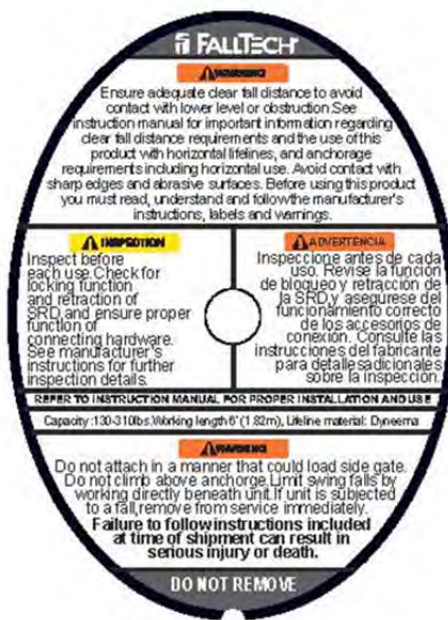 FALLTECH
WARNING
Ensure adequate clear fall distance to avoid
contact with lower level or obstruction.See
instruction manual for important information regarding
clear fall distance requirements and the use of this
product with horizontal lifelines, and anchorage
requirements including horizontal use. Avoid contact with
sharp edges and abrasive surfaces. Before using this product
you must read, understand and follow the manufacturer's
instructions, labels and warnings.
INSPECTION
Inspect before
each use.Check for
locking function
and retraction of
SRD,and ensure proper
function of
connecting hardware.
See manufacturer's
instructions for further
inspection details.
ADVERTENCIA
Inspeccione antes de cada
uso. Revise la función
de bloqueo y retracción de
la SRD,y asegurese del
funcionamiento correcto
de los accesorios de
conexión. Consulte las
instrucciones del fabricante
para detallesadicionales
sobre la inspección.
REFER TO INSTRUCTION MANUAL FOR PROPER INSTALLATION AND USE
Capacity :130-310lbs.Working length 6'(1.82m), Lifeline material: Dyneema
WARNING
Do not attach in a manner that could load side gate.
Do not climb above anchorge.Limit swing falls by
working directly beneath unit.If unit is subjected
to a fall,remove from service immediately.
Failure to follow instructions included
at time of shipment can result in
serious injury or death.
DO NOT REMOVE